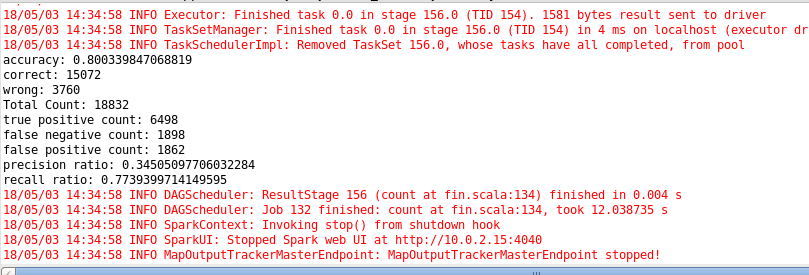 18/05/03 14:34:58 INFO Executor: Finished task 0.0 in stage 156.0 (TID 154). 1581 bytes result sent to driver
18/05/03 14:34:58 INFO TaskSetManager: Finished task 0.0 in stage 156.0 (TID 154) in 4 ms on localhost (executor dr
18/05/03 14:34:58 INFO TaskSchedulerImpl: Removed TaskSet 156.0, whose tasks have all completed, from pool
accuracy: 0.800339847068819
correct: 15072
wrong: 3760
Total Count: 18832
true positive count: 6498
false negative count: 1898
false positive count: 1862
precision ratio: 0.34505097706032284
recall ratio: 0.7739399714149595
18/05/03 14:34:58 INFO DAGScheduler: ResultStage 156 (count at fin.scala:134) finished in 0.004 s
18/05/03 14:34:58 INFO DAGScheduler: Job 132 finished: count at fin.scala:134, took 12.038735 s
18/05/03 14:34:58 INFO SparkContext: Invoking stop() from shutdown hook
18/05/03 14:34:58 INFO SparkUI: Stopped Spark web UI at http://10.0.2.15:4040
18/05/03 14:34:58 INFO MapOutputTrackerMasterEndpoint: MapOutputTrackerMasterEndpoint stopped!